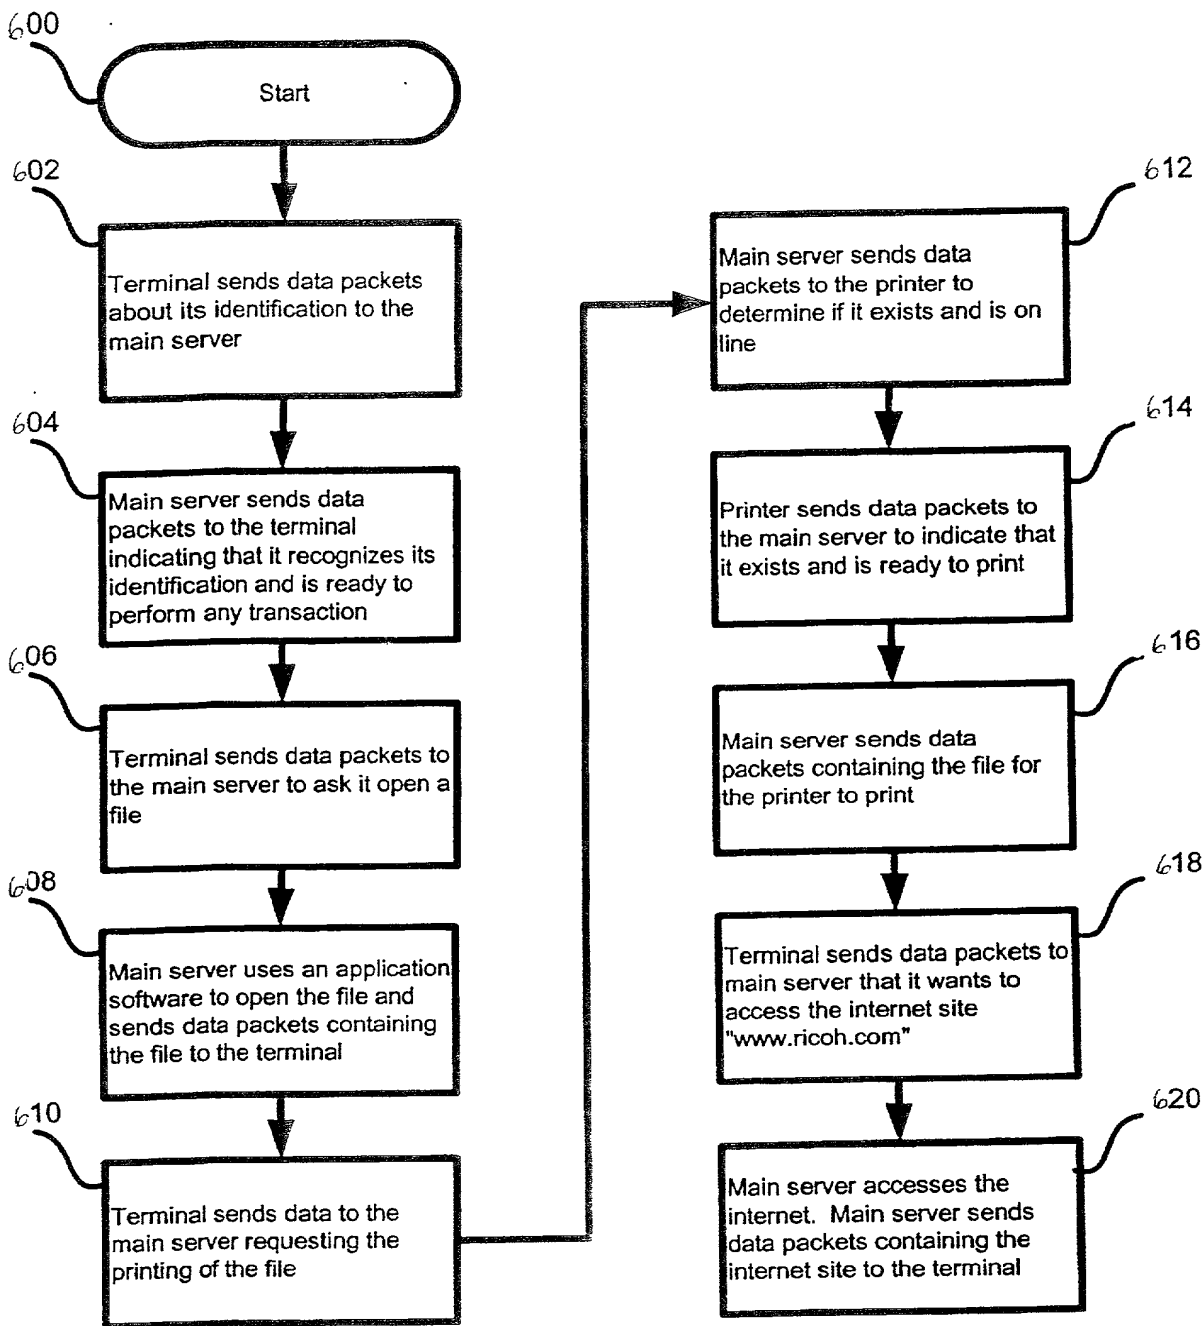 600
Start
602
Terminal sends data packets
about its identification to the
main server
604
Main server sends data
packets to the terminal
indicating that it recognizes its
identification and is ready to
perform any transaction
606
Terminal sends data packets to
the main server to ask it open a
file
608
Main server uses an application
software to open the file and
sends data packets containing
the file to the terminal
610
Terminal sends data to the
main server requesting the
printing of the file
612
Main server sends data
packets to the printer to
determine if it exists and is on
line
614
Printer sends data packets to
the main server to indicate that
it exists and is ready to print
616
Main server sends data
packets containing the file for
the printer to print
618
Terminal sends data packets to
main server that it wants to
access the internet site
"www.ricoh.com"
620
Main server accesses the
internet. Main server sends
data packets containing the
internet site to the terminal